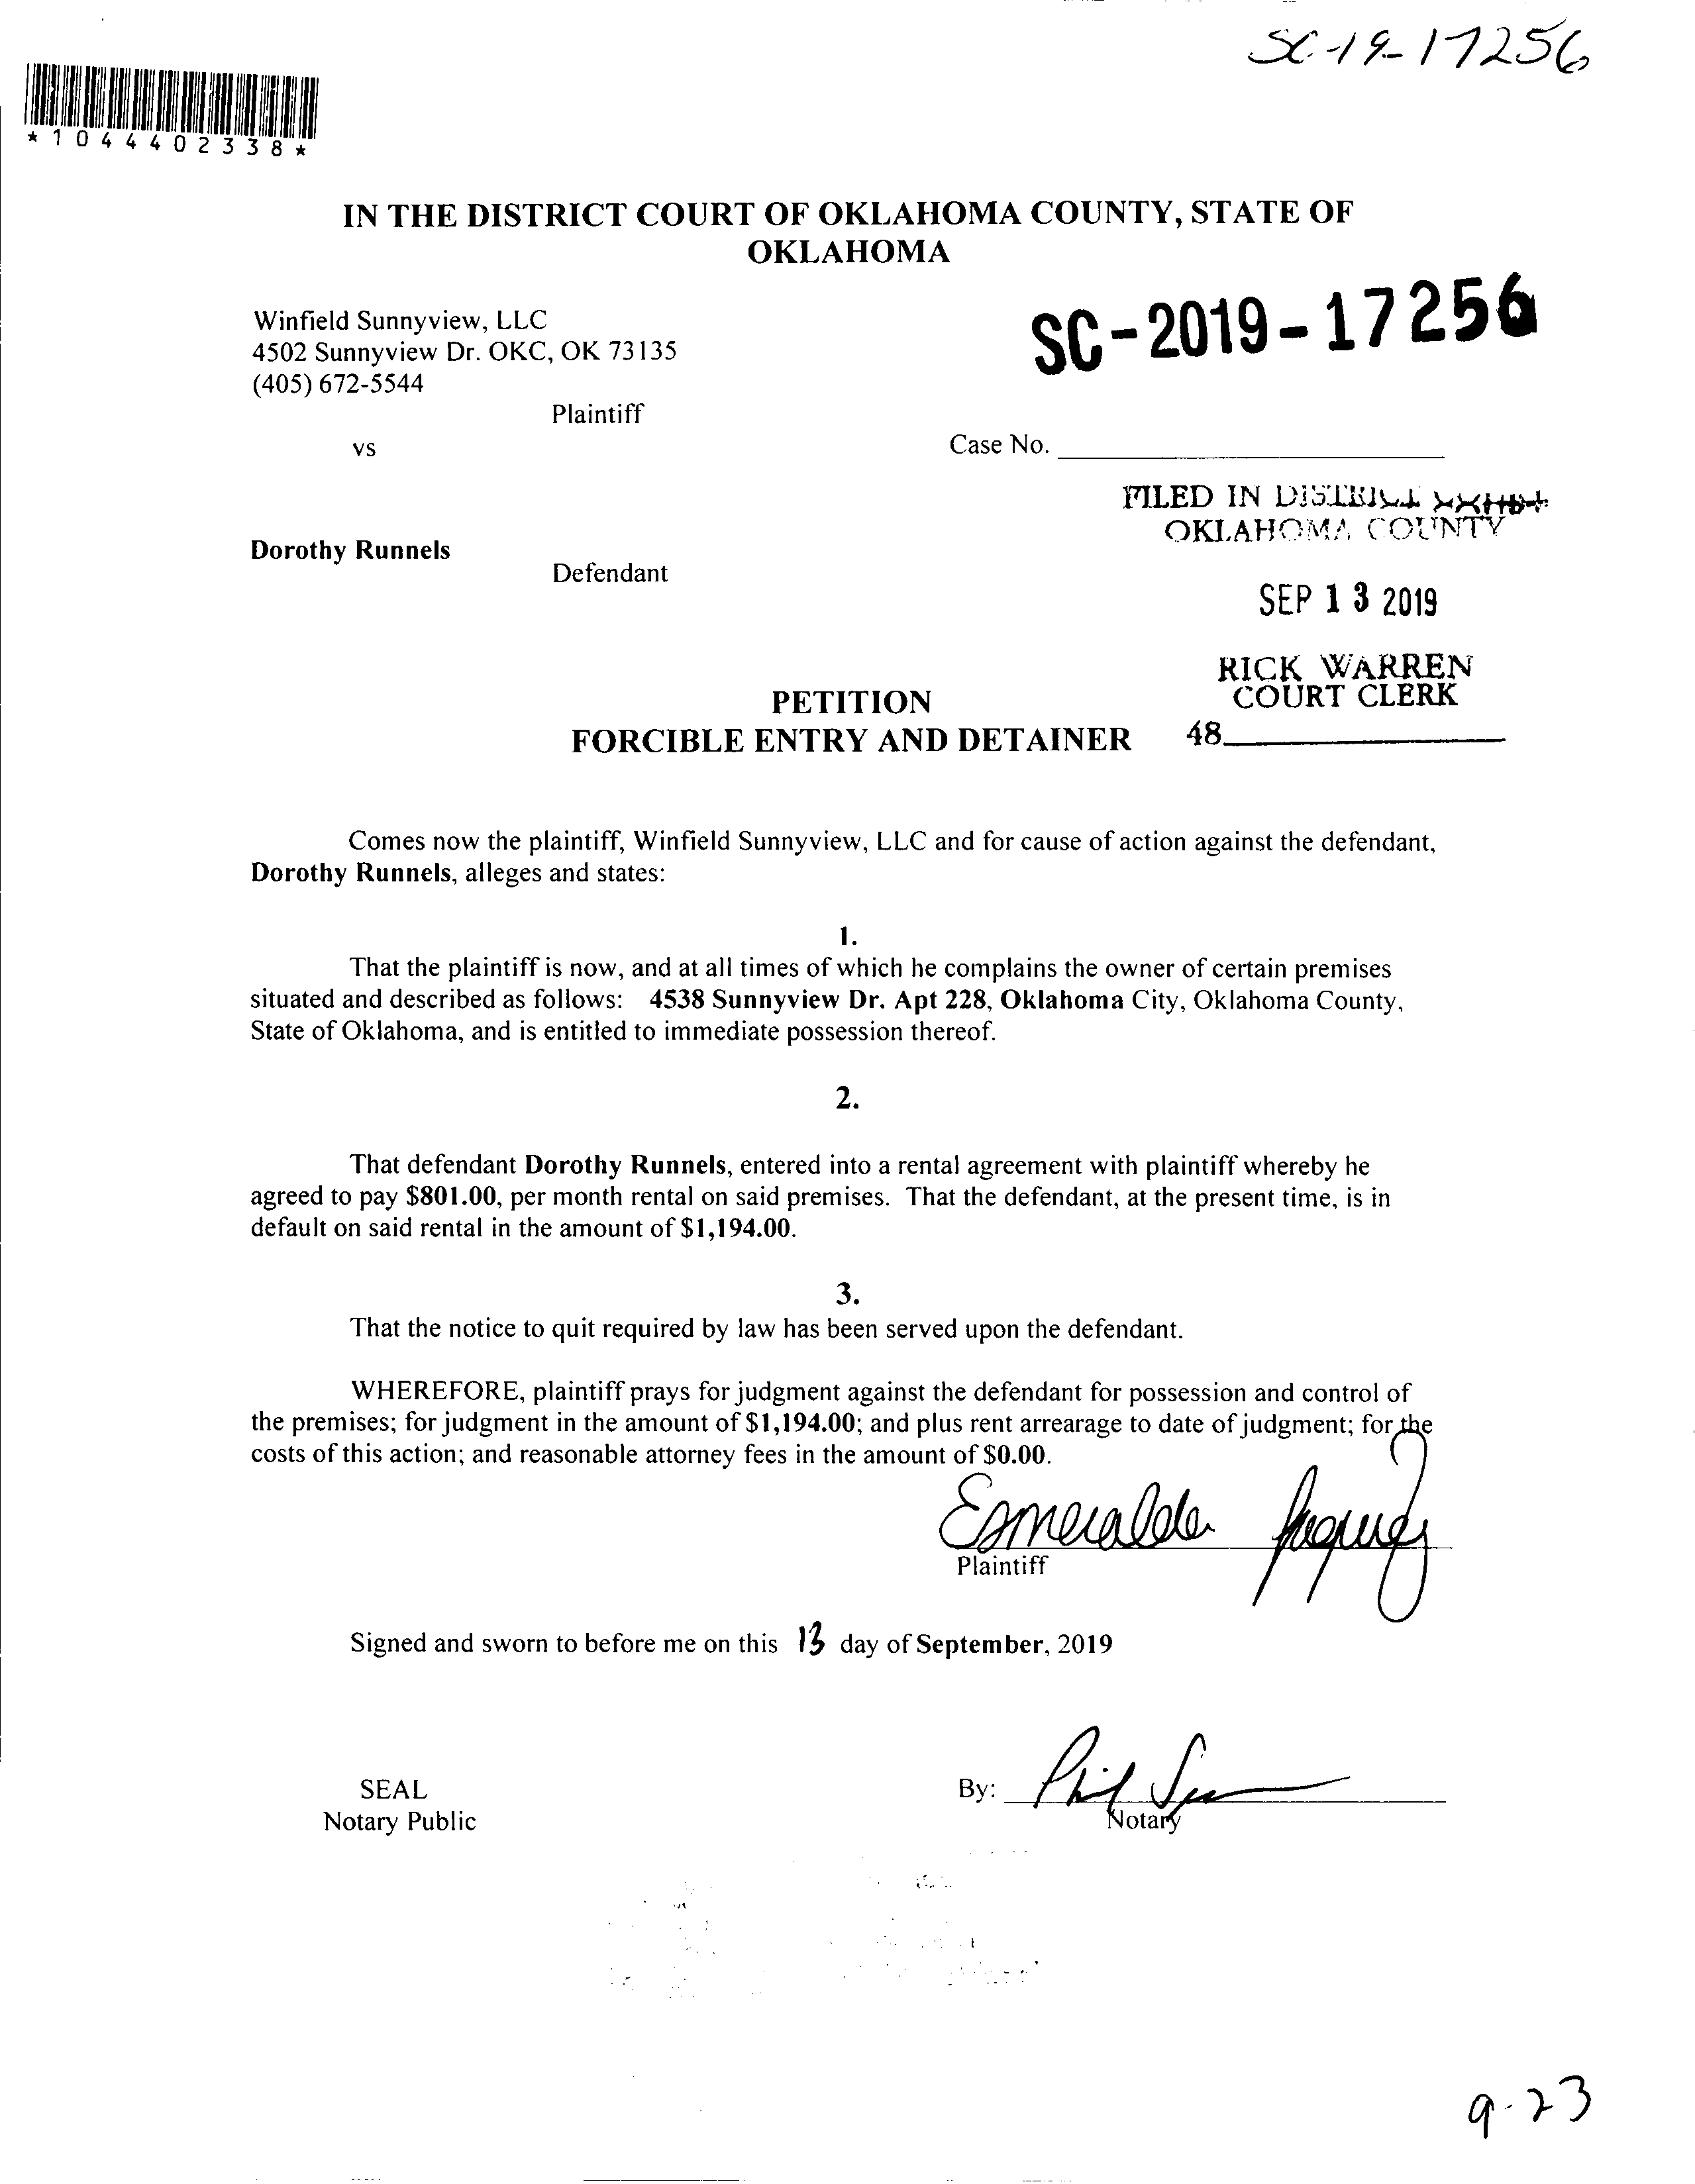 SC-19-17256
*1044402338*
IN THE DISTRICT COURT OF OKLAHOMA COUNTY, STATE OF
OKLAHOMA
Winfield Sunnyview, LLC
4502 Sunnyview Dr. OKC, OK 73135
(405) 672-5544
SC-2019-17256
Plaintiff
vs
Case No.
FILED IN DISTRICT
OKLAHOMA COUNTY
Dorothy Runnels
Defendant
SEP 13 2019
RICK WARREN
COURT CLERK
PETITION
FORCIBLE ENTRY AND DETAINER
48
Comes now the plaintiff, Winfield Sunnyview, LLC and for cause of action against the defendant,
Dorothy Runnels, alleges and states:
1.
That the plaintiff is now, and at all times of which he complains the owner of certain premises
situated and described as follows: 4538 Sunnyview Dr. Apt 228, Oklahoma City, Oklahoma County,
State of Oklahoma, and is entitled to immediate possession thereof.
2.
That defendant Dorothy Runnels, entered into a rental agreement with plaintiff whereby he
agreed to pay $801.00, per month rental on said premises. That the defendant, at the present time, is in
default on said rental in the amount of $1,194.00.
3.
That the notice to quit required by law has been served upon the defendant.
WHEREFORE, plaintiff prays for judgment against the defendant for possession and control of
the premises; for judgment in the amount of $1,194.00; and plus rent arrearage to date of judgment; for the
costs of this action; and reasonable attorney fees in the amount of $0.00.
Esmeralda
Plaintiff
Signed and sworn to before me on this 13 day of September, 2019
SEAL
By: Phil
Notary Public
Notary
9-23